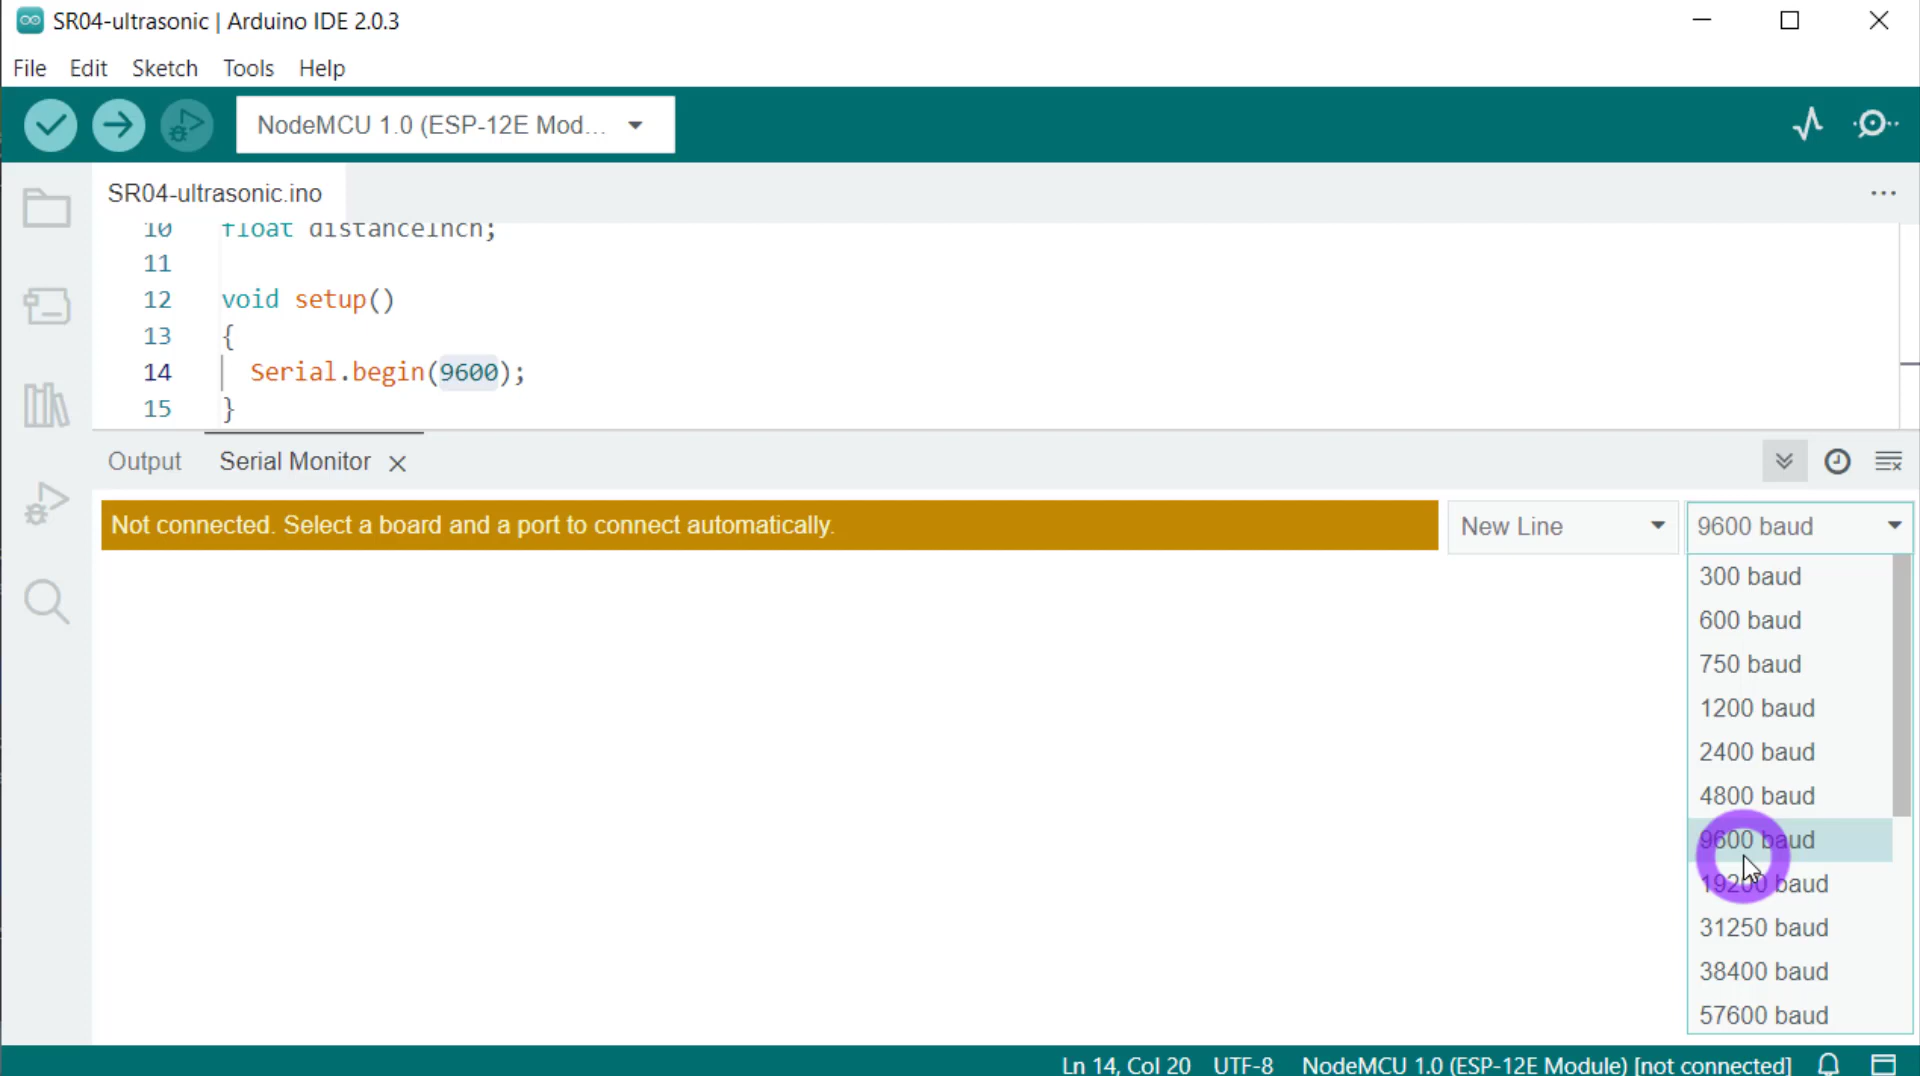 SR04-ultrasonic | Arduino IDE 2.0.3
File Edit Sketch Tools Help
NodeMCU 1.0 (ESP-12E Mod...
SR04-ultrasonic.ino
10 float distanceInch;
11
12 void setup()
13 {
14 Serial.begin(9600);
15 }
Output Serial Monitor
Not connected. Select a board and a port to connect automatically.
New Line
9600 baud
300 baud
600 baud
750 baud
1200 baud
2400 baud
4800 baud
9600 baud
19200 baud
31250 baud
38400 baud
57600 baud
Ln 14, Col 20 UTF-8 NodeMCU 1.0 (ESP-12E Module) [not connected]